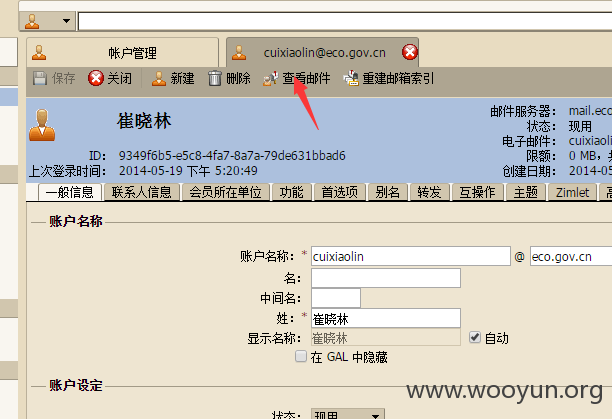 帐户管理 cuixiaolin@eco.gov.cn
保存 关闭 新建 删除 查看邮件 重建邮箱索引
崔晓林
邮件服务器: mail.eco
状态: 现用
电子邮件: cuixiaoli
ID: 9349f6b5-e5c8-4fa7-8a7a-79de631bbad6 限额: 0 MB,
上次登录时间: 2014-05-19 下午 5:20:49 创建日期: 2014-05
一般信息 联系人信息 会员所在单位 功能 首选项 别名 转发 互操作 主题 Zimlet
账户名称
账户名称: * cuixiaolin @ eco.gov.cn
名:
中间名:
姓: * 崔晓林
显示名称: 崔晓林 自动
在 GAL 中隐藏
账户设定
状态: 现用
www.wooyun.org